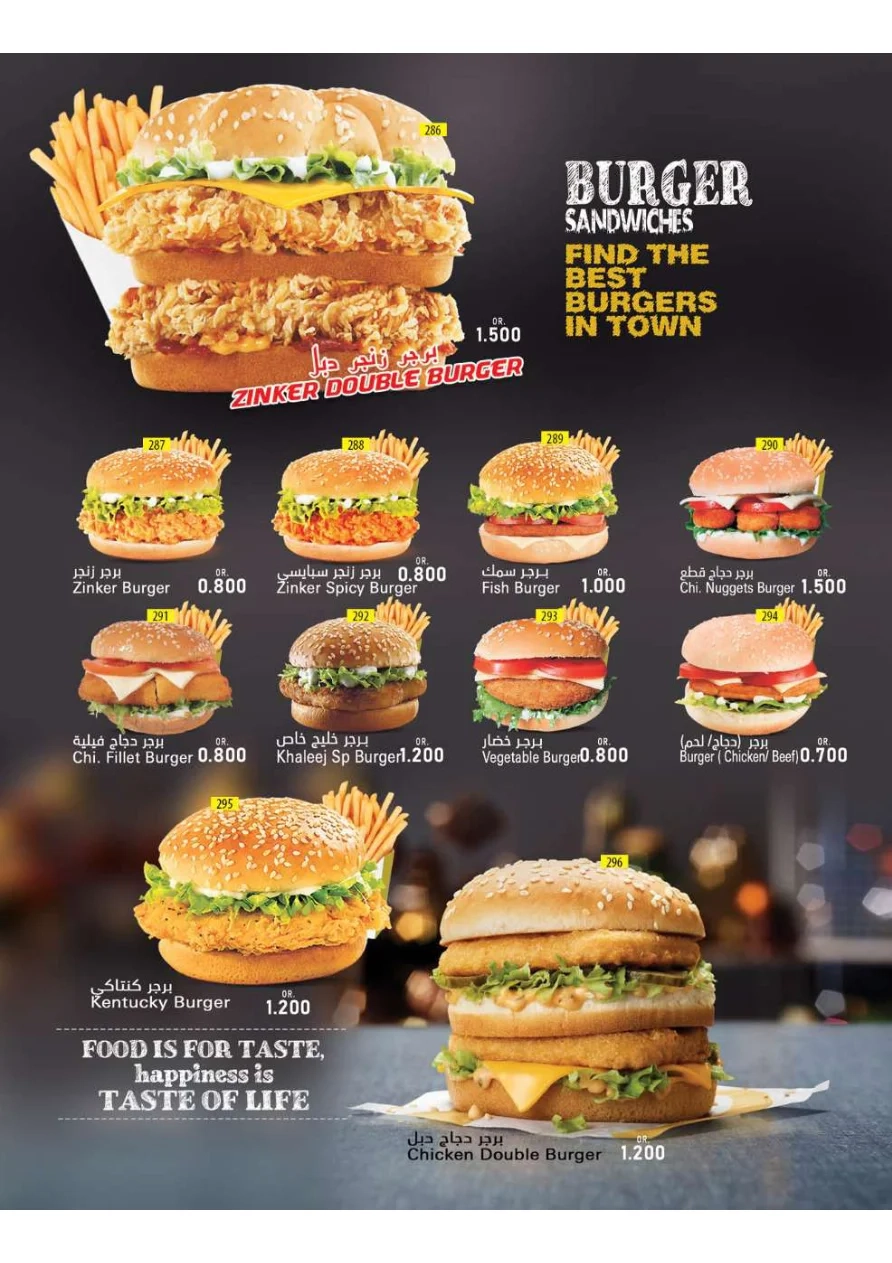 286
BURGER
SANDWICHES
FIND THE
BEST
BURGERS
IN TOWN
OR.
1.500
برجر زنجر دبل
ZINKER DOUBLE BURGER
287
برجر زنجر
Zinker Burger
OR.
0.800
288
برجر زنجر سبايسي
Zinker Spicy Burger
OR.
0.800
289
برجر سمك
Fish Burger
OR.
1.000
290
برجر دجاج قطع
Chi. Nuggets Burger
OR.
1.500
291
برجر دجاج فيلية
Chi. Fillet Burger
OR.
0.800
292
برجر خليج خاص
Khaleej Sp Burger
OR.
1.200
293
برجر خضار
Vegetable Burger
OR.
0.800
294
برجر (دجاج/ لحم)
Burger ( Chicken/ Beef)
OR.
0.700
295
برجر كنتاكي
Kentucky Burger
OR.
1.200
FOOD IS FOR TASTE,
happiness is
TASTE OF LIFE
296
برجر دجاج دبل
Chicken Double Burger
OR.
1.200